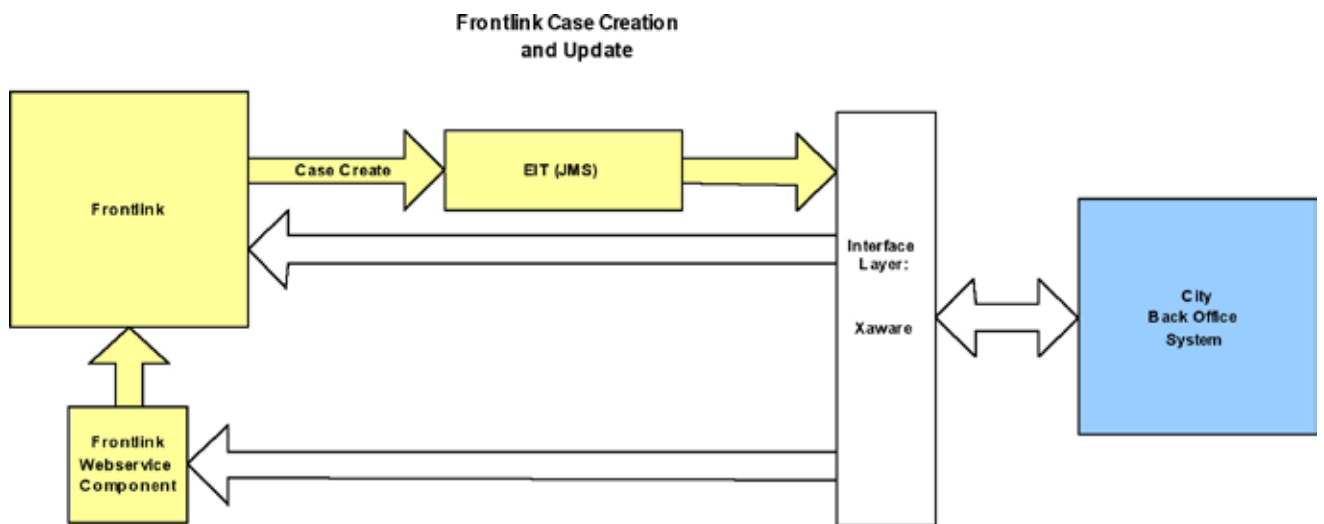 Frontlink Case Creation
and Update
Frontlink
Case Create
EIT (JMS)
Interface
Layer:
Xaware
City
Back Office
System
Frontlink
Webservice
Component